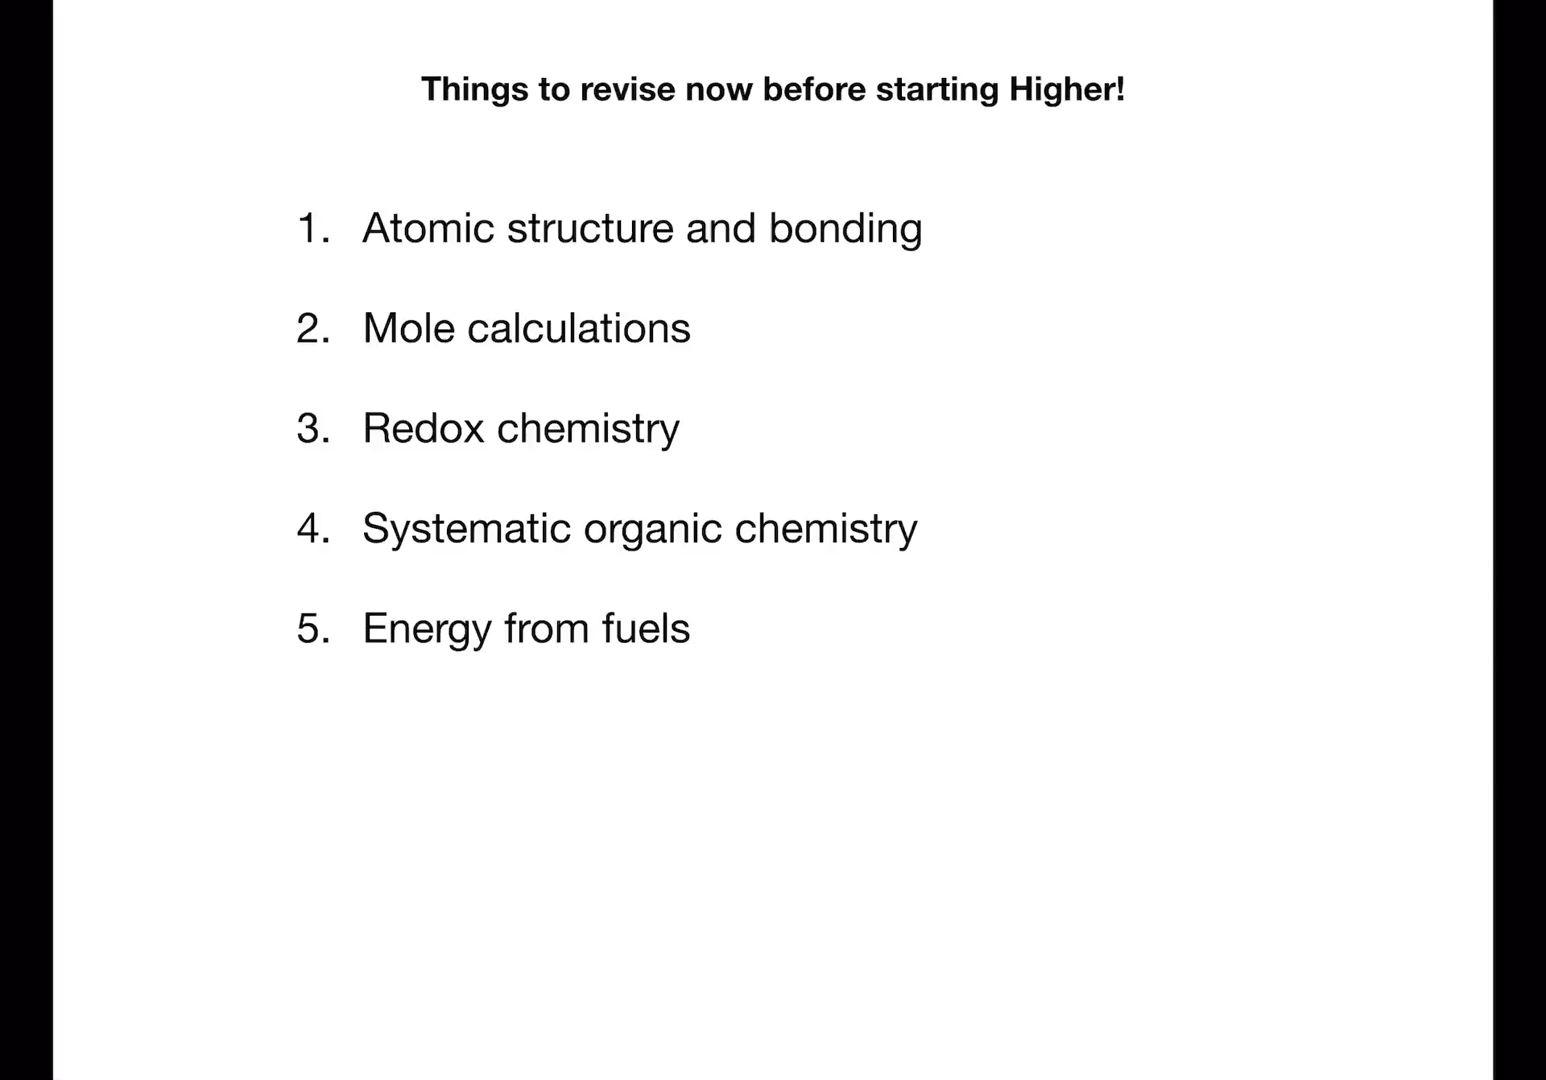 Things to revise now before starting Higher!
1. Atomic structure and bonding
2. Mole calculations
3. Redox chemistry
4. Systematic organic chemistry
5. Energy from fuels